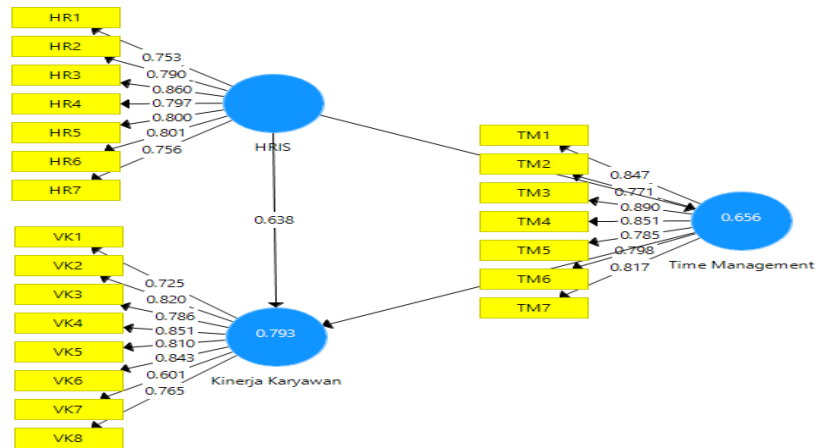 HR1
HR2
HR3
HR4
HR5
HR6
HR7
0.753
0.790
0.860
0.797
0.800
0.801
0.756
HRIS
0.638
TM1
TM2
TM3
TM4
TM5
TM6
TM7
0.847
0.771
0.890
0.851
0.785
0.798
0.817
0.656
Time Management
VK1
VK2
VK3
VK4
VK5
VK6
VK7
VK8
0.725
0.820
0.786
0.851
0.810
0.843
0.601
0.765
0.793
Kinerja Karyawan